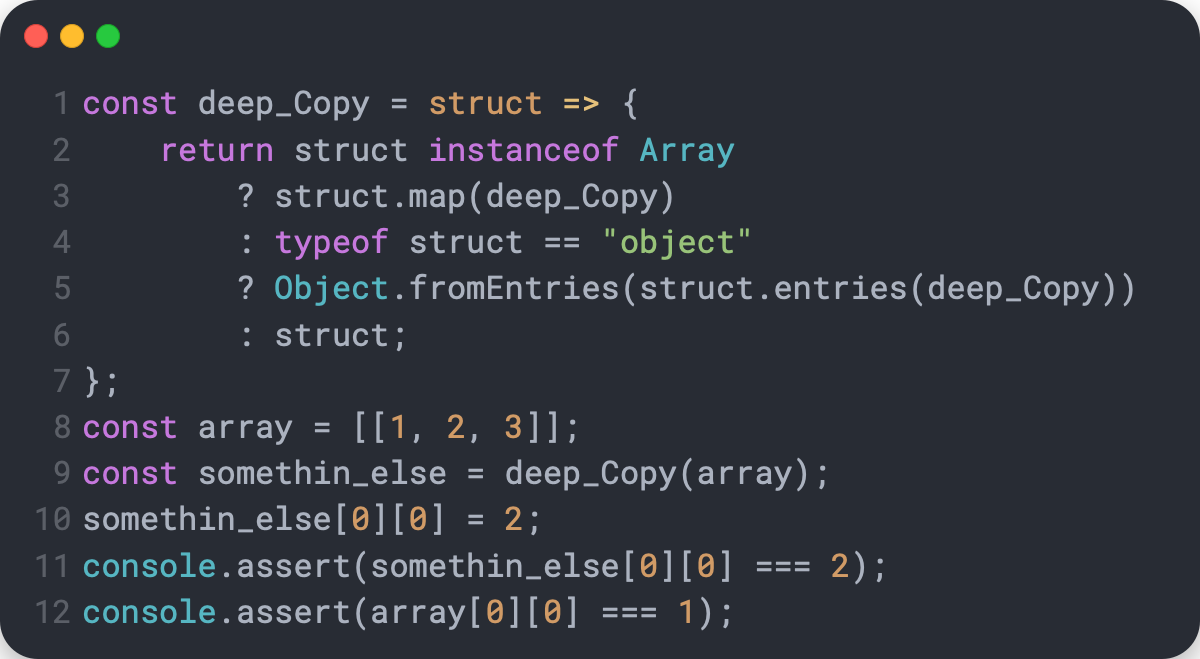 1 const deep_Copy = struct => {
2     return struct instanceof Array
3         ? struct.map(deep_Copy)
4         : typeof struct == "object"
5         ? Object.fromEntries(struct.entries(deep_Copy))
6         : struct;
7 };
8 const array = [[1, 2, 3]];
9 const somethin_else = deep_Copy(array);
10 somethin_else[0][0] = 2;
11 console.assert(somethin_else[0][0] === 2);
12 console.assert(array[0][0] === 1);